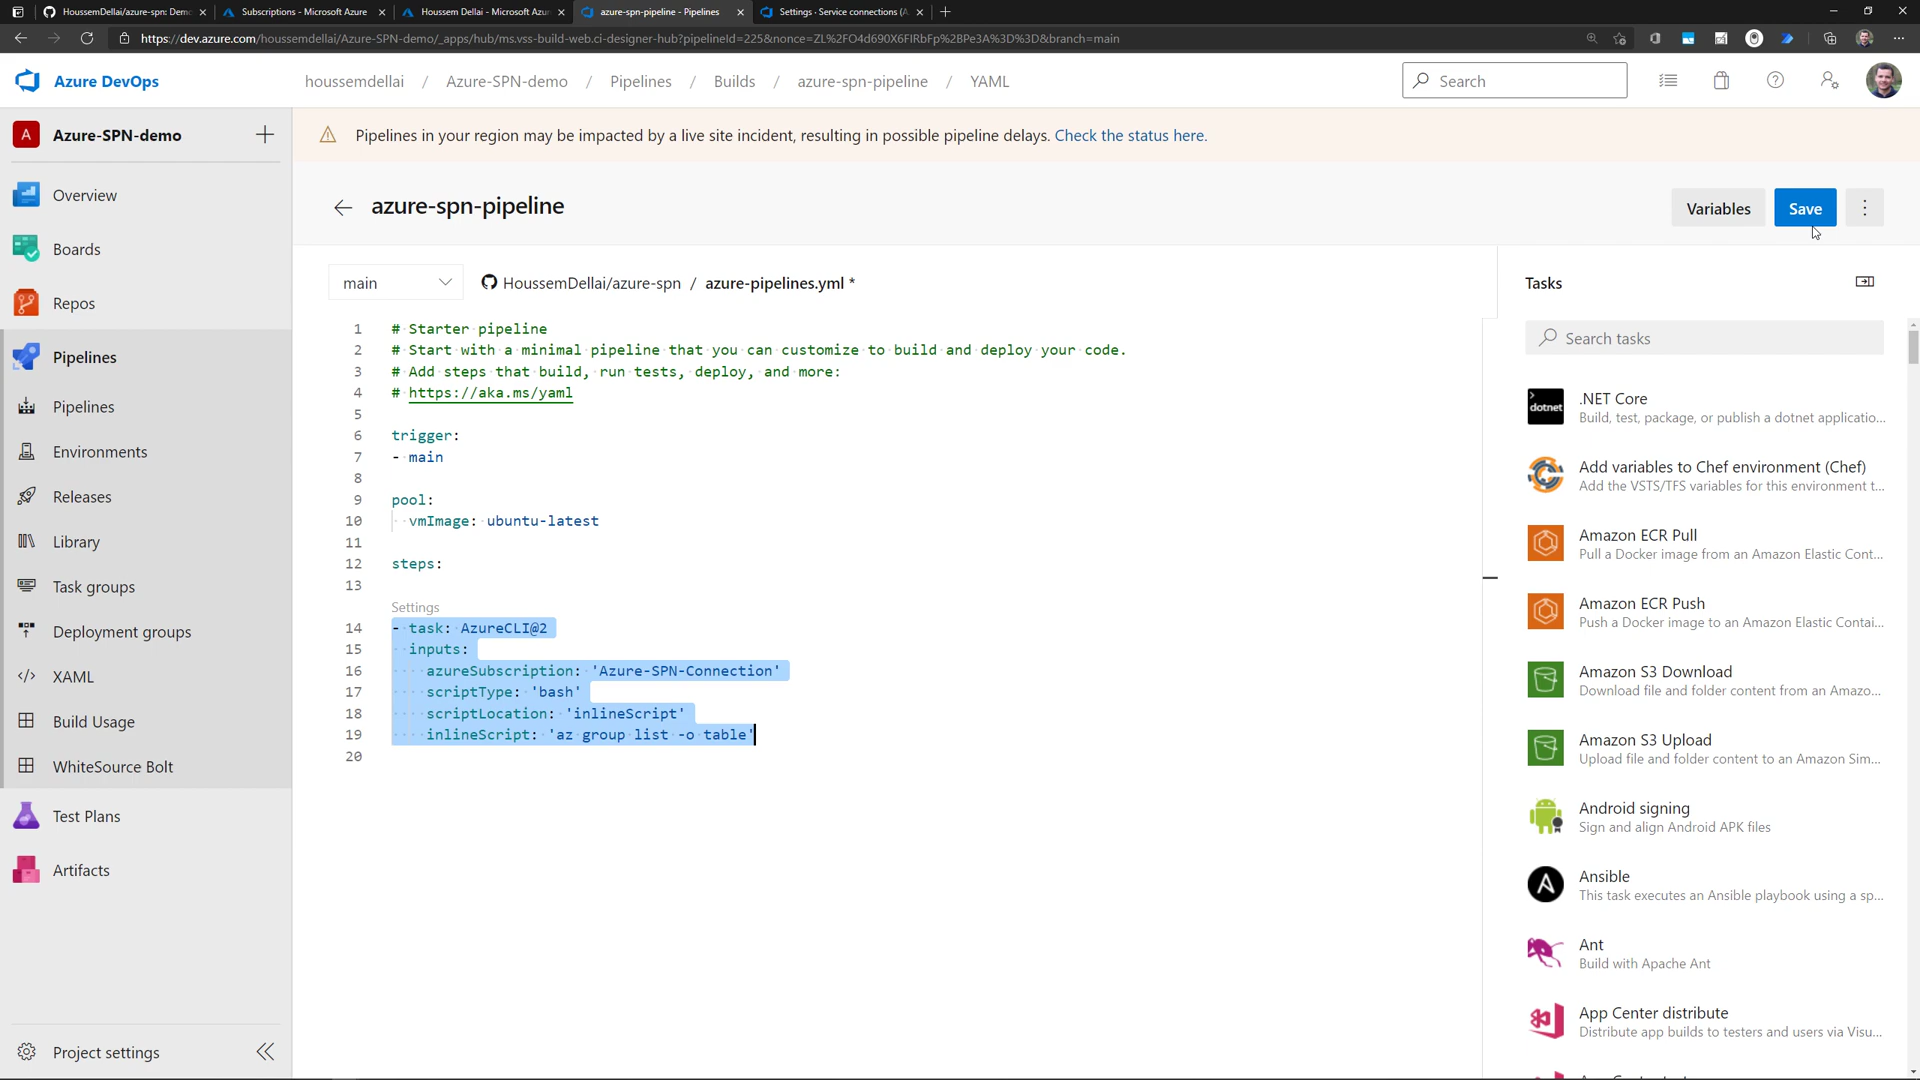 HoussemDellai/azure-spn: Dem
Subscriptions - Microsoft Azure
Houssem Dellai - Microsoft Azur
azure-spn-pipeline - Pipelines
Settings · Service connections (A
https://dev.azure.com/houssemdellai/Azure-SPN-demo/_apps/hub/ms.vss-build-web.ci-designer-hub?pipelineId=225&nonce=ZL%2FO4d690X6FIRbFp%2BPe3A%3D%3D&branch=main
Azure DevOps
houssemdellai / Azure-SPN-demo / Pipelines / Builds / azure-spn-pipeline / YAML
Search
A
Azure-SPN-demo
Pipelines in your region may be impacted by a live site incident, resulting in possible pipeline delays. Check the status here.
Overview
Boards
Repos
Pipelines
Pipelines
Environments
Releases
Library
Task groups
Deployment groups
XAML
Build Usage
WhiteSource Bolt
Test Plans
Artifacts
Project settings
azure-spn-pipeline
Variables
Save
main
HoussemDellai/azure-spn / azure-pipelines.yml *
1 # Starter pipeline
2 # Start with a minimal pipeline that you can customize to build and deploy your code.
3 # Add steps that build, run tests, deploy, and more:
4 # https://aka.ms/yaml
5
6 trigger:
7 - main
8
9 pool:
10 vmImage: ubuntu-latest
11
12 steps:
13
Settings
14 - task: AzureCLI@2
15 inputs:
16 azureSubscription: 'Azure-SPN-Connection'
17 scriptType: 'bash'
18 scriptLocation: 'inlineScript'
19 inlineScript: 'az group list -o table'
20
Tasks
Search tasks
dotnet
.NET Core
Build, test, package, or publish a dotnet applicatio...
Add variables to Chef environment (Chef)
Add the VSTS/TFS variables for this environment t...
Amazon ECR Pull
Pull a Docker image from an Amazon Elastic Cont...
Amazon ECR Push
Push a Docker image to an Amazon Elastic Contai...
Amazon S3 Download
Download file and folder content from an Amazo...
Amazon S3 Upload
Upload file and folder content to an Amazon Sim...
Android signing
Sign and align Android APK files
Ansible
This task executes an Ansible playbook using a sp...
Ant
Build with Apache Ant
App Center distribute
Distribute app builds to testers and users via Visu...